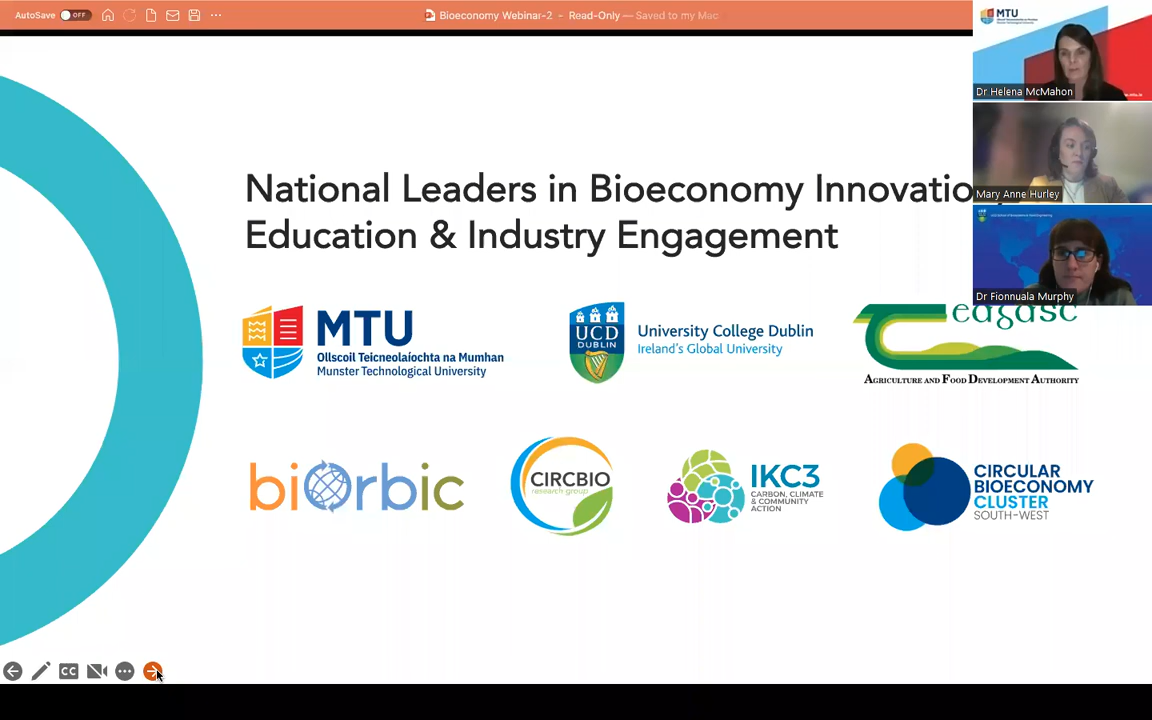 AutoSave OFF
Bioeconomy Webinar-2 - Read-Only — Saved to my Mac
MTU
Dr Helena McMahon
Mary Anne Hurley
Dr Fionnuala Murphy
National Leaders in Bioeconomy Innovatio
Education & Industry Engagement
MTU
Ollscoil Teicneolaíochta na Mumhan
Munster Technological University
UCD
DUBLIN
University College Dublin
Ireland's Global University
eagasc
AGRICULTURE AND FOOD DEVELOPMENT AUTHORITY
biOrbic
CIRCBIO
research group
IKC3
CARBON, CLIMATE
& COMMUNITY
ACTION
CIRCULAR
BIOECONOMY
CLUSTER
SOUTH-WEST
CC